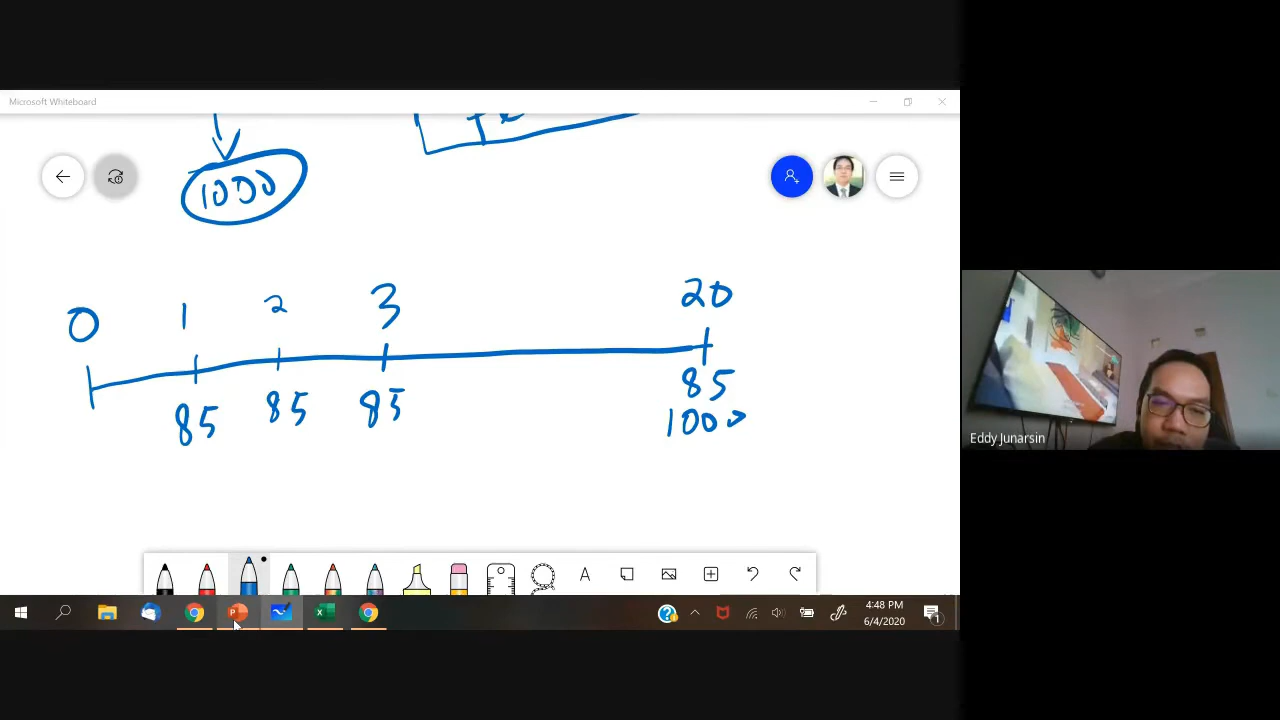 Microsoft Whiteboard
1000
0 1 2 3 20
85 85 85 85
1000
Eddy Junarsin
A
4:48 PM
6/4/2020
1